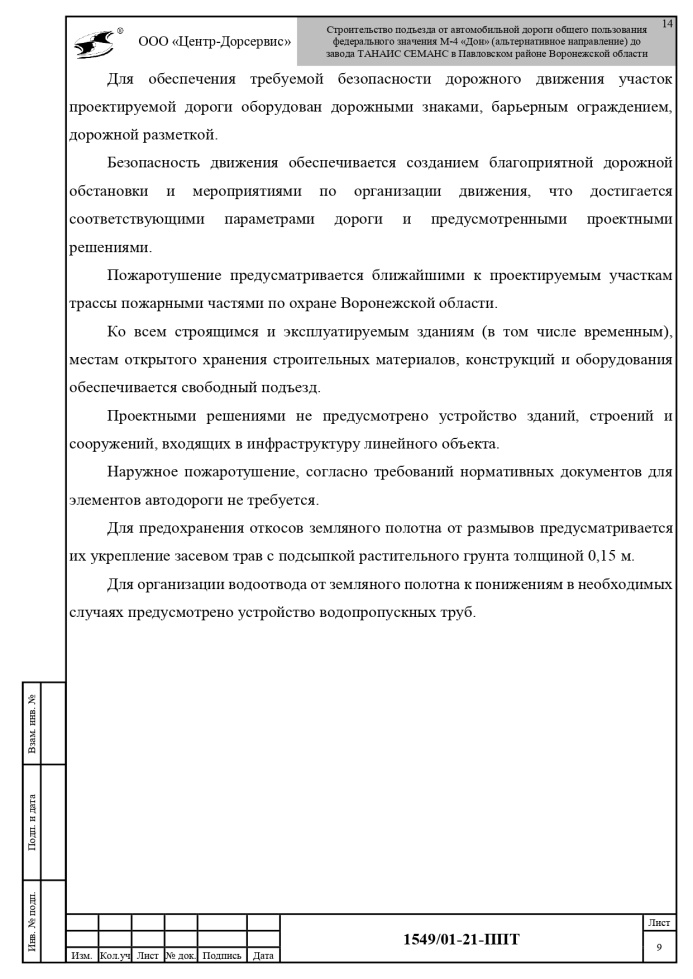 14
®
ООО «Центр-Дорсервис»
Строительство подъезда от автомобильной дороги общего пользования
федерального значения М-4 «Дон» (альтернативное направление) до
завода ТАНАИС СЕМАНС в Павловском районе Воронежской области
Для обеспечения требуемой безопасности дорожного движения участок
проектируемой дороги оборудован дорожными знаками, барьерным ограждением,
дорожной разметкой.
Безопасность движения обеспечивается созданием благоприятной дорожной
обстановки и мероприятиями по организации движения, что достигается
соответствующими параметрами дороги и предусмотренными проектными
решениями.
Пожаротушение предусматривается ближайшими к проектируемым участкам
трассы пожарными частями по охране Воронежской области.
Ко всем строящимся и эксплуатируемым зданиям (в том числе временным),
местам открытого хранения строительных материалов, конструкций и оборудования
обеспечивается свободный подъезд.
Проектными решениями не предусмотрено устройство зданий, строений и
сооружений, входящих в инфраструктуру линейного объекта.
Наружное пожаротушение, согласно требований нормативных документов для
элементов автодороги не требуется.
Для предохранения откосов земляного полотна от размывов предусматривается
их укрепление засевом трав с подсыпкой растительного грунта толщиной 0,15 м.
Для организации водоотвода от земляного полотна к понижениям в необходимых
случаях предусмотрено устройство водопропускных труб.
Взам. инв. №
Подп. и дата
Инв. № подп.
Изм. Кол.уч Лист № док. Подпись Дата
1549/01-21-ППТ
Лист
9